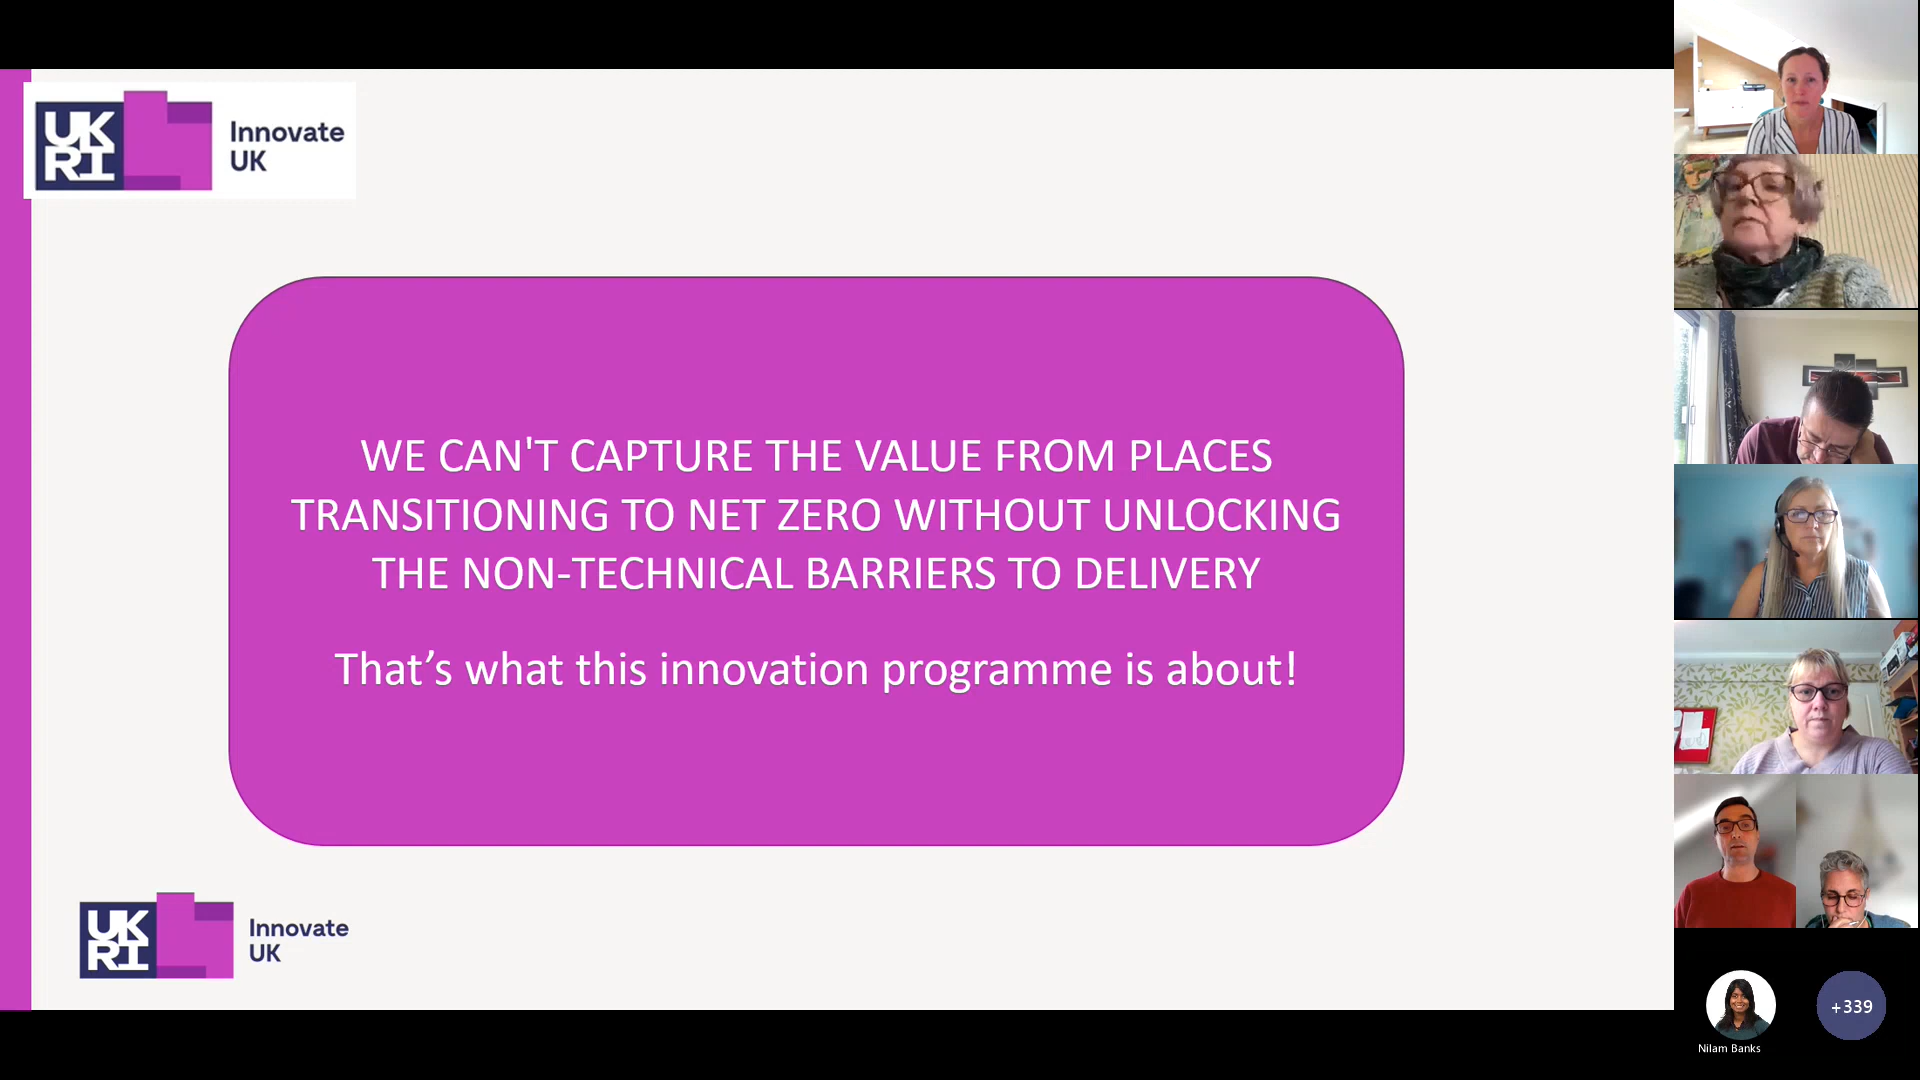 UK
RI
Innovate
UK
WE CAN'T CAPTURE THE VALUE FROM PLACES
TRANSITIONING TO NET ZERO WITHOUT UNLOCKING
THE NON-TECHNICAL BARRIERS TO DELIVERY
That’s what this innovation programme is about!
UK
RI
Innovate
UK
Nilam Banks
+339